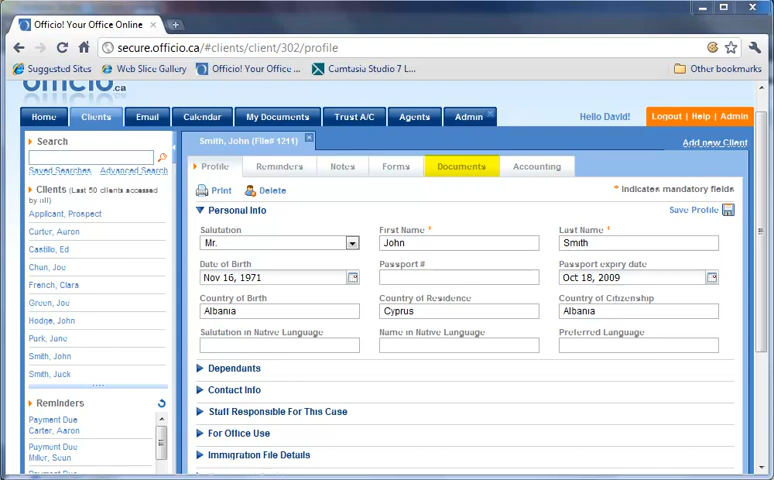 Officio! Your Office Online
secure.officio.ca/#clients/client/302/profile
Suggested Sites
Web Slice Gallery
Officio! Your Office ...
Camtasia Studio 7 L...
Other bookmarks
officio.ca
Home
Clients
Email
Calendar
My Documents
Trust A/C
Agents
Admin
Hello David!
Logout | Help | Admin
Search
Saved Searches
Advanced Search
Clients (Last 50 clients accessed
by all)
Applicant, Prospect
Carter, Aaron
Castillo, Ed
Chan, Joe
French, Clara
Green, Joe
Hodge, John
Park, Jane
Smith, John
Smith, Jack
Reminders
Payment Due
Carter, Aaron
Payment Due
Miller, Sean
Payment Due
Smith, John (File# 1211)
Add new Client
Profile
Reminders
Notes
Forms
Documents
Accounting
Print
Delete
* Indicates mandatory fields
Personal Info
Save Profile
Salutation
First Name *
Last Name *
Mr.
John
Smith
Date of Birth
Passport #
Passport expiry date
Nov 16, 1971
Oct 18, 2009
Country of Birth
Country of Residence
Country of Citizenship
Albania
Cyprus
Albania
Salutation in Native Language
Name in Native Language
Preferred Language
Dependants
Contact Info
Staff Responsible For This Case
For Office Use
Immigration File Details